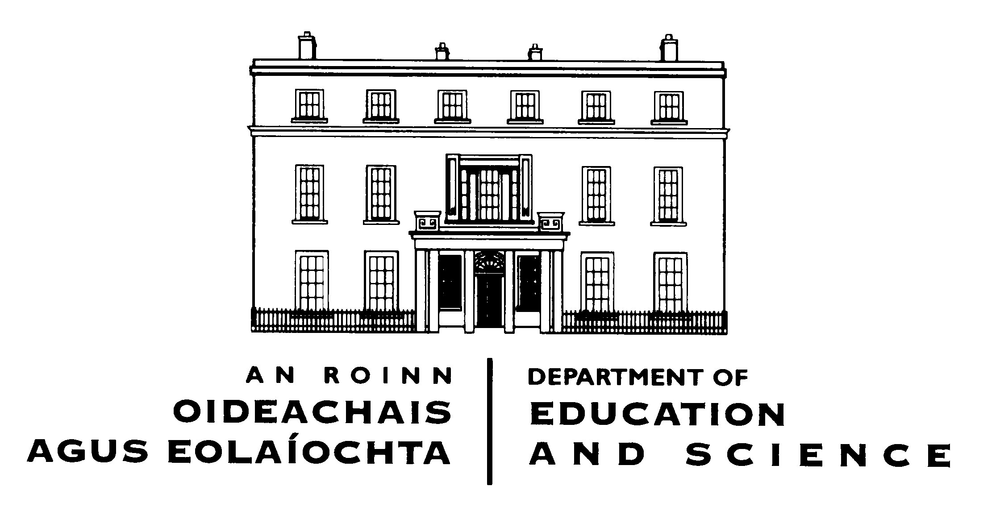 AN ROINN
OIDEACHAIS
AGUS EOLAÍOCHTA
DEPARTMENT OF
EDUCATION
AND SCIENCE